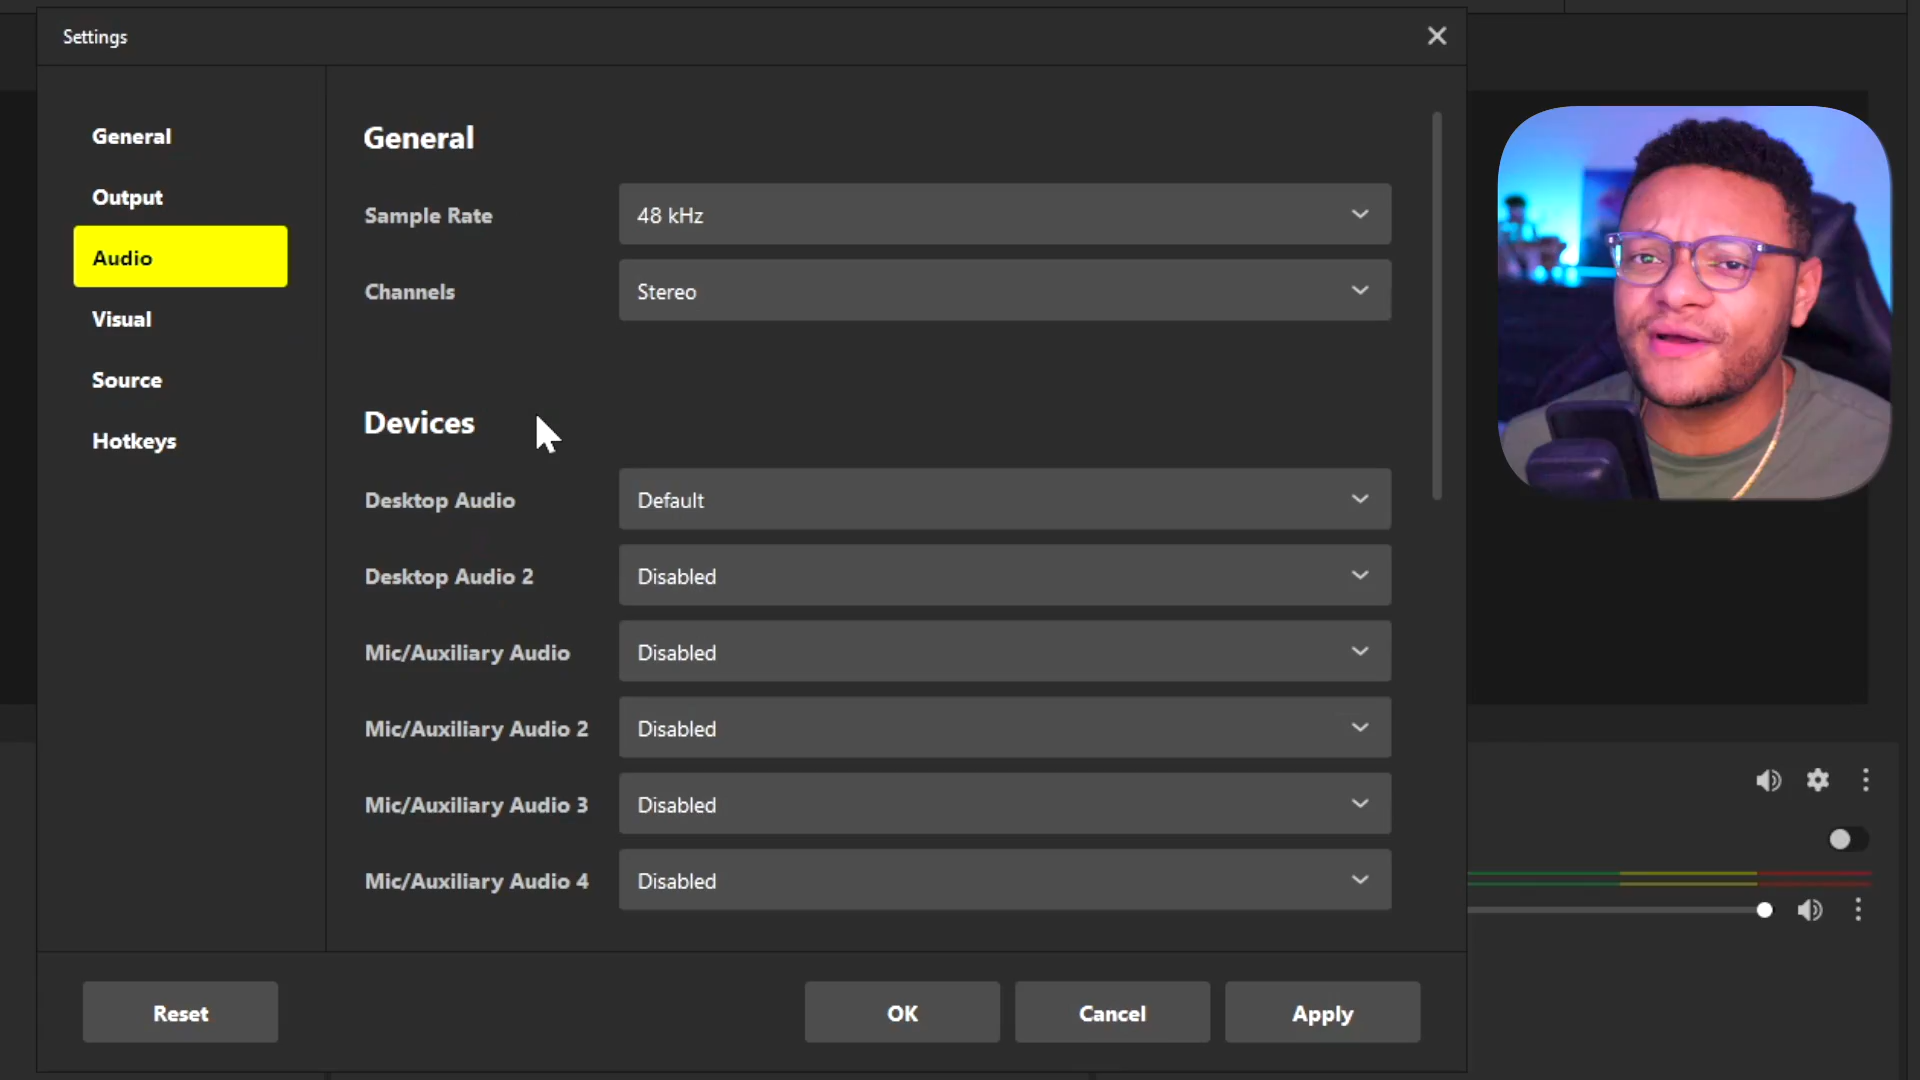 Settings
General
Output
Audio
Visual
Source
Hotkeys
General
Sample Rate 48 kHz
Channels Stereo
Devices
Desktop Audio Default
Desktop Audio 2 Disabled
Mic/Auxiliary Audio Disabled
Mic/Auxiliary Audio 2 Disabled
Mic/Auxiliary Audio 3 Disabled
Mic/Auxiliary Audio 4 Disabled
Reset OK Cancel Apply